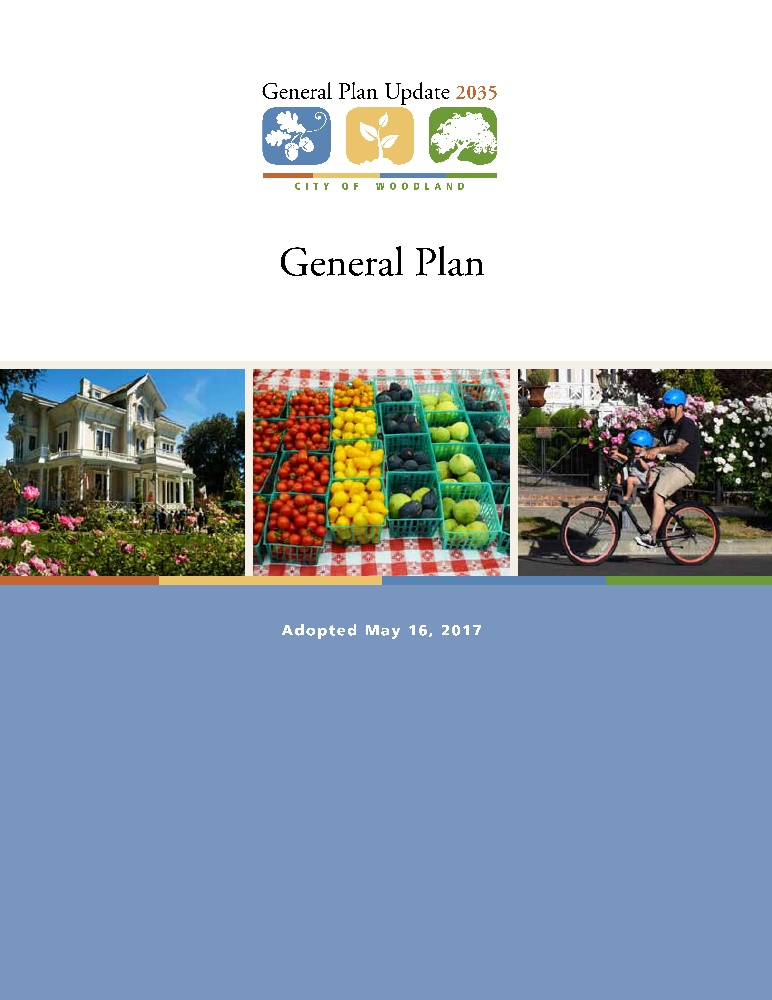 General Plan Update 2035
CITY OF WOODLAND
General Plan
Adopted May 16, 2017